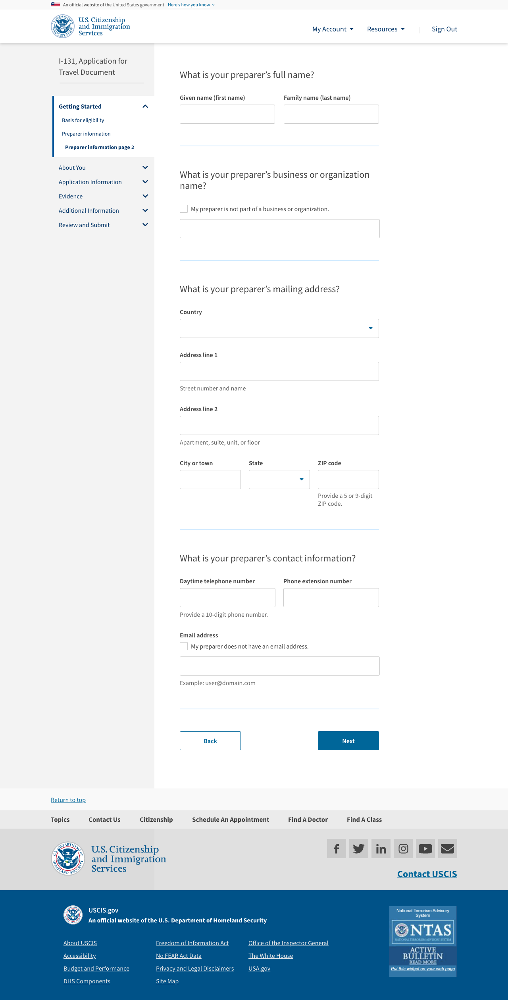 An official website of the United States government Here's how you know
U.S. Citizenship
and Immigration
Services
My Account
Resources
Sign Out
I-131, Application for
Travel Document
Getting Started
Basis for eligibility
Preparer information
Preparer information page 2
About You
Application Information
Evidence
Additional Information
Review and Submit
What is your preparer’s full name?
Given name (first name)
Family name (last name)
What is your preparer’s business or organization
name?
My preparer is not part of a business or organization.
What is your preparer’s mailing address?
Country
Address line 1
Street number and name
Address line 2
Apartment, suite, unit, or floor
City or town
State
ZIP code
Provide a 5 or 9-digit
ZIP code.
What is your preparer’s contact information?
Daytime telephone number
Phone extension number
Provide a 10-digit phone number.
Email address
My preparer does not have an email address.
Example: user@domain.com
Back
Next
Return to top
Topics
Contact Us
Citizenship
Schedule An Appointment
Find A Doctor
Find A Class
U.S. DEPARTMENT OF
HOMELAND SECURITY
U.S. Citizenship
and Immigration
Services
Contact USCIS
USCIS.gov
An official website of the U.S. Department of Homeland Security
About USCIS
Accessibility
Budget and Performance
DHS Components
Freedom of Information Act
No FEAR Act Data
Privacy and Legal Disclaimers
Site Map
Office of the Inspector General
The White House
USA.gov
National Terrorism Advisory
System
NTAS
NATIONAL TERRORISM ADVISORY SYSTEM
ACTIVE
BULLETIN
READ MORE
Put this widget on your web page